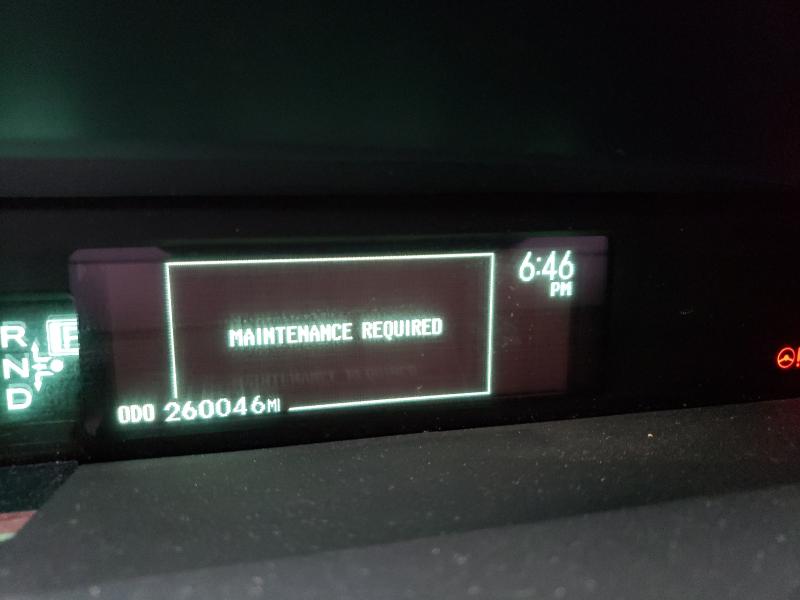 6:46
PM
MAINTENANCE REQUIRED
R
N
D
ODO 260046MI